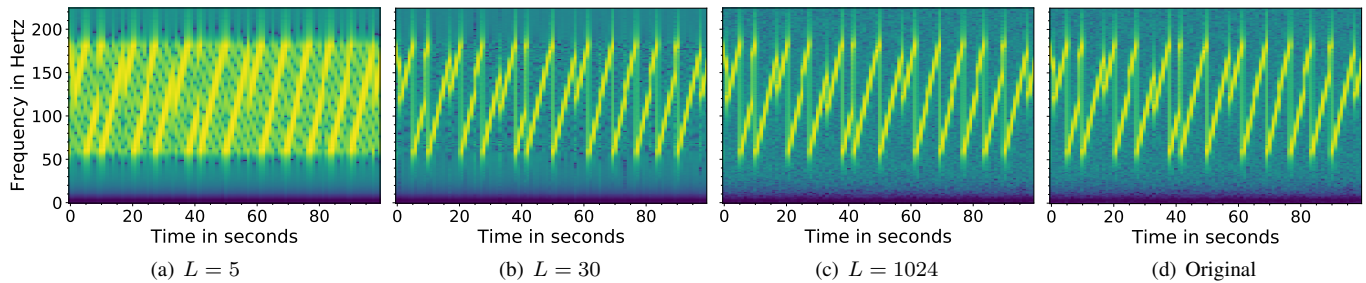 Frequency in Hertz
200
150
100
50
0
0 20 40 60 80
0 20 40 60 80
0 20 40 60 80
0 20 40 60 80
Time in seconds
Time in seconds
Time in seconds
Time in seconds
(a) L = 5
(b) L = 30
(c) L = 1024
(d) Original